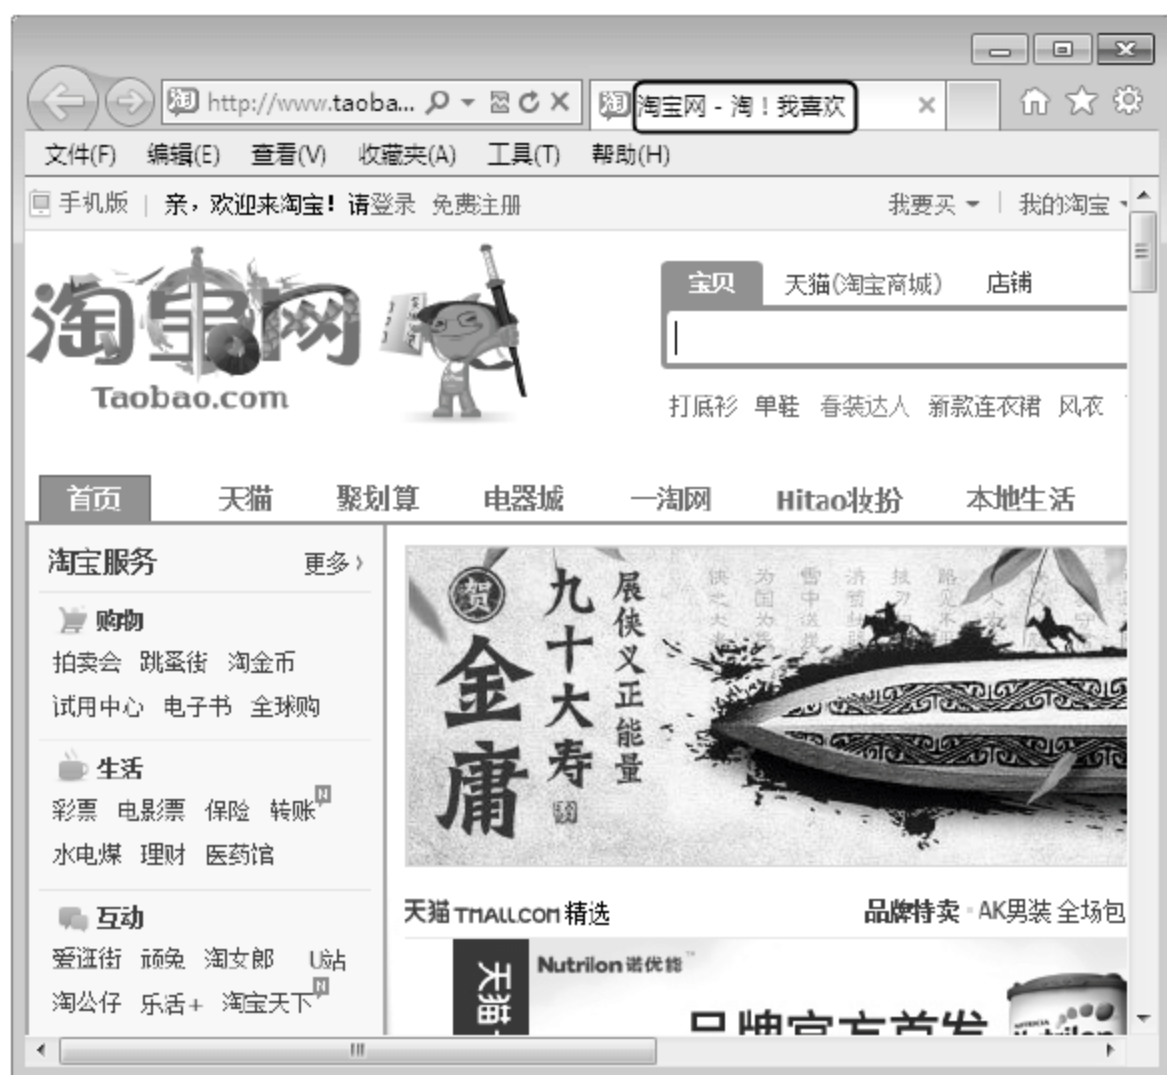 淘 http://www.taoba... 淘 淘宝网 - 淘！我喜欢
文件(F) 编辑(E) 查看(V) 收藏夹(A) 工具(T) 帮助(H)
手机版 | 亲，欢迎来淘宝！请登录 免费注册 我要买 | 我的淘宝
淘宝网
Taobao.com
宝贝 天猫(淘宝商城) 店铺
打底衫 单鞋 春装达人 新款连衣裙 风衣
首页 天猫 聚划算 电器城 一淘网 Hitao妆扮 本地生活
淘宝服务 更多
购物
拍卖会 跳蚤街 淘金币
试用中心 电子书 全球购
生活
彩票 电影票 保险 转账 N
水电煤 理财 医药馆
互动
爱逛街 顽兔 淘女郎 U站
淘公仔 乐活+ 淘宝天下 N
贺
金庸
九十大寿
展侠义正能量
天猫 TMALL.COM 精选 品牌特卖 AK男装 全场包
天猫
Nutrilon 诺优能
品牌官方首发
Nutrilon